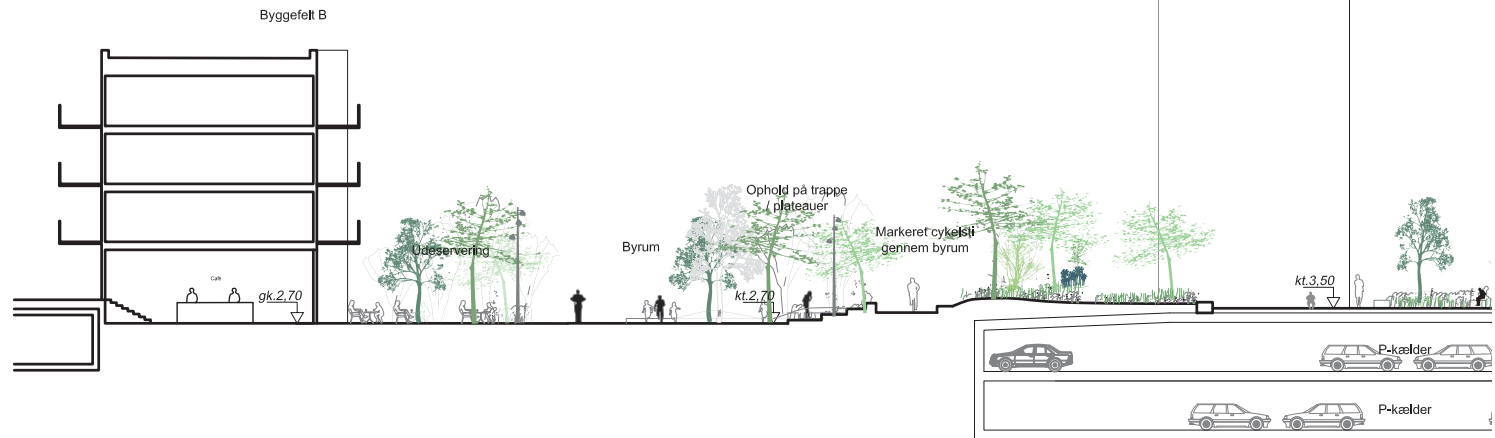 Byggefelt B
Ophold på trappe
/ plateauer
Markeret cykelsti
gennem byrum
Udeservering
Byrum
Café
gk.2,70
kt.2,70
kt.3,50
P-kælder
P-kælder